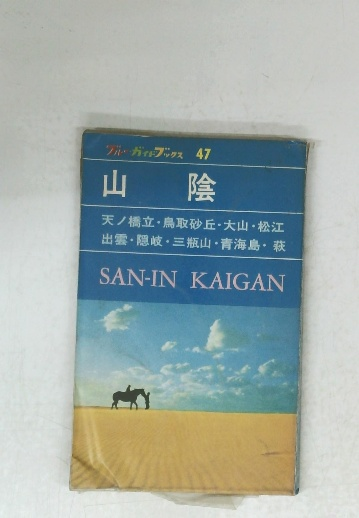 ブルーガイドブックス 47
山陰
天ノ橋立・鳥取砂丘・大山・松江
出雲・隠岐・三瓶山・青海島・萩
SAN-IN KAIGAN